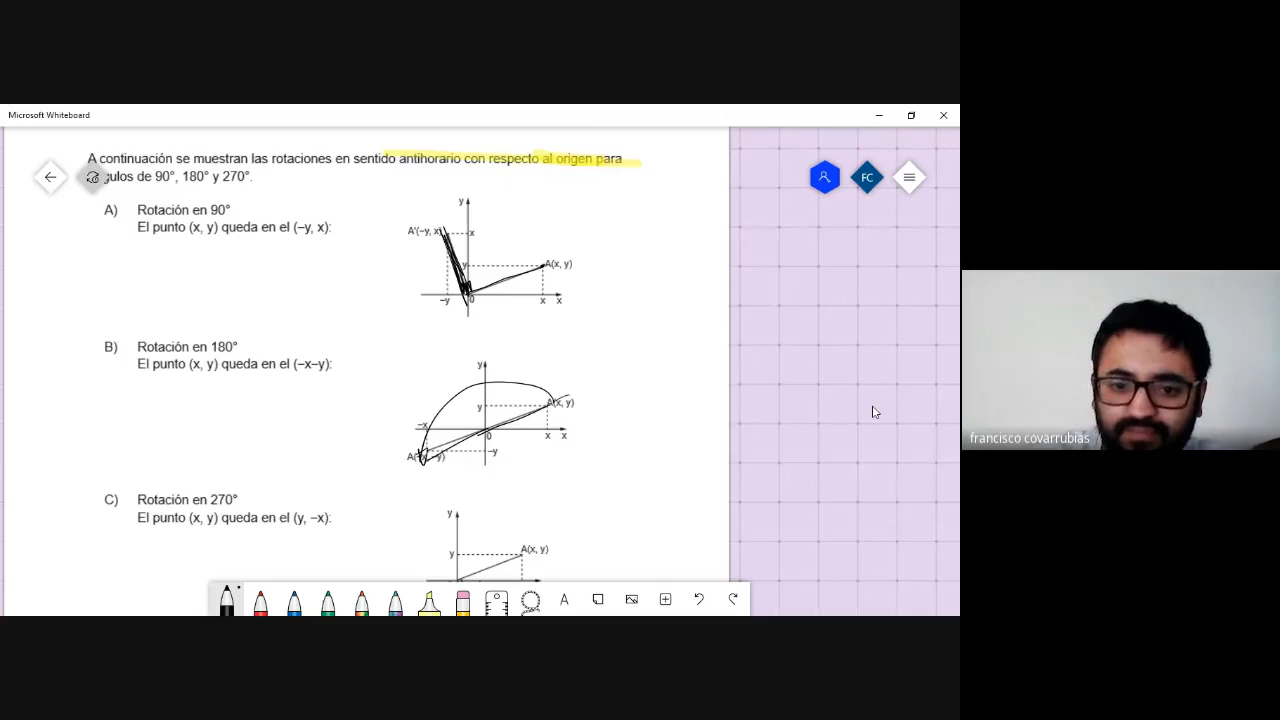 Microsoft Whiteboard
A continuación se muestran las rotaciones en sentido antihorario con respecto al origen para
gulos de 90°, 180° y 270°.
FC
A) Rotación en 90°
El punto (x, y) queda en el (–y, x):
y
A'(–y, x
x
y
A(x, y)
–y 0 x x
B) Rotación en 180°
El punto (x, y) queda en el (–x–y):
y
y
A(x, y)
–x
0 x x
–y
francisco covarrubias
C) Rotación en 270°
El punto (x, y) queda en el (y, –x):
y
y
A(x, y)
A